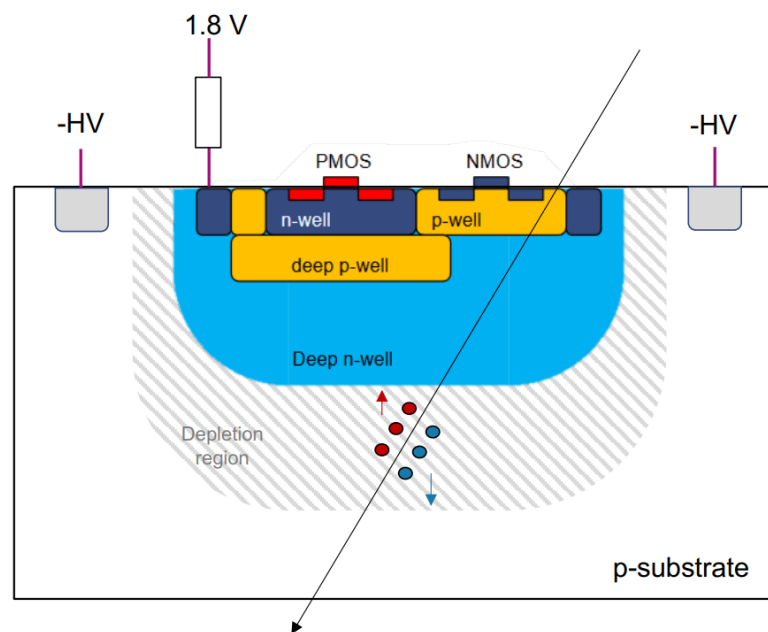 1.8 V
-HV
-HV
PMOS
NMOS
n-well
p-well
deep p-well
Deep n-well
Depletion
region
p-substrate